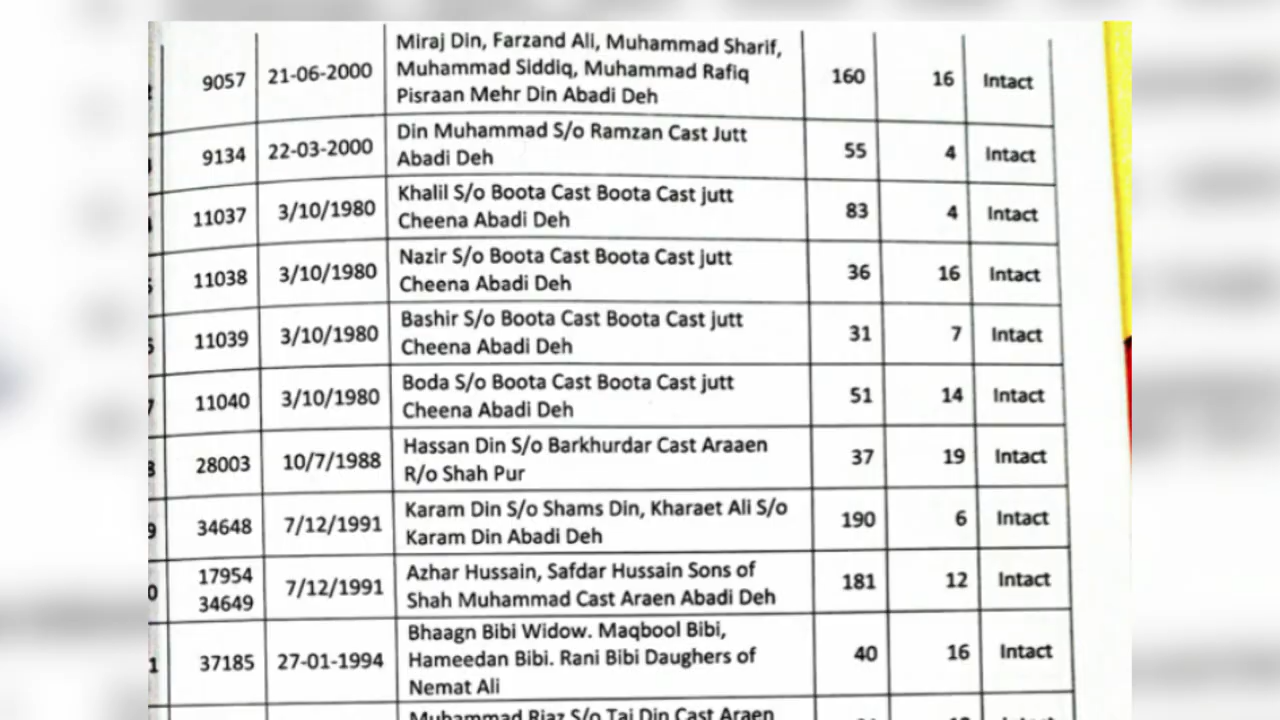 9057 21-06-2000 Miraj Din, Farzand Ali, Muhammad Sharif, 160 16 Intact
Muhammad Siddiq, Muhammad Rafiq
Pisraan Mehr Din Abadi Deh
9134 22-03-2000 Din Muhammad S/o Ramzan Cast Jutt 55 4 Intact
Abadi Deh
11037 3/10/1980 Khalil S/o Boota Cast Boota Cast jutt 83 4 Intact
Cheena Abadi Deh
11038 3/10/1980 Nazir S/o Boota Cast Boota Cast jutt 36 16 Intact
Cheena Abadi Deh
11039 3/10/1980 Bashir S/o Boota Cast Boota Cast jutt 31 7 Intact
Cheena Abadi Deh
11040 3/10/1980 Boda S/o Boota Cast Boota Cast jutt 51 14 Intact
Cheena Abadi Deh
28003 10/7/1988 Hassan Din S/o Barkhurdar Cast Araaen 37 19 Intact
R/o Shah Pur
9 34648 7/12/1991 Karam Din S/o Shams Din, Kharaet Ali S/o 190 6 Intact
Karam Din Abadi Deh
0 17954 7/12/1991 Azhar Hussain, Safdar Hussain Sons of 181 12 Intact
34649 Shah Muhammad Cast Araen Abadi Deh
1 37185 27-01-1994 Bhaagn Bibi Widow. Maqbool Bibi, 40 16 Intact
Hameedan Bibi. Rani Bibi Daughers of
Nemat Ali
Muhammad Riaz S/o Taj Din Cast Araen